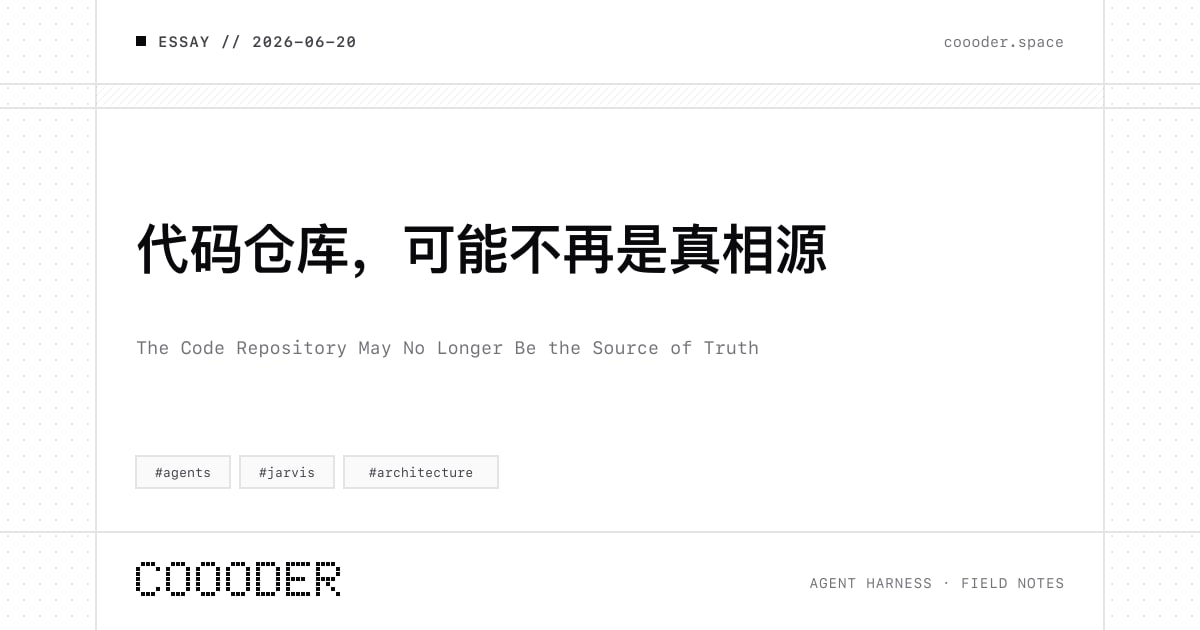 ESSAY // 2026–06–20
coooder.space
代码仓库，可能不再是真相源
The Code Repository May No Longer Be the Source of Truth
#agents
#jarvis
#architecture
COOODER
AGENT HARNESS · FIELD NOTES